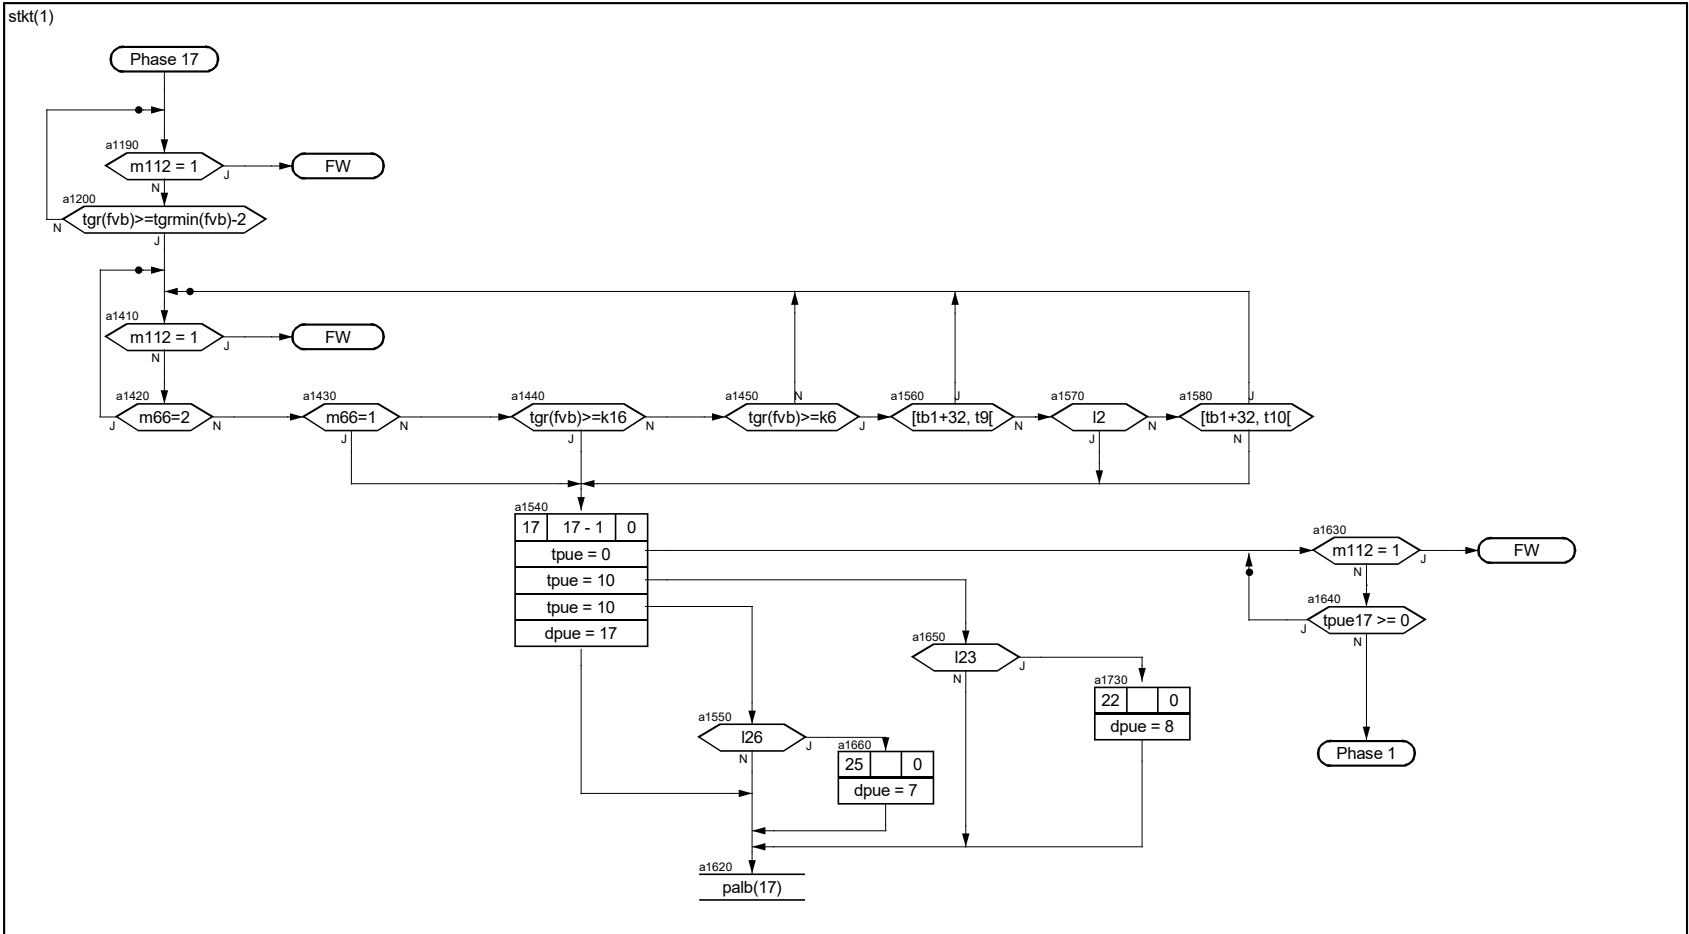 stkt(1)
Phase 17
a1190
m112 = 1
J
FW
N
a1200
tgr(fvb)>=tgrmin(fvb)-2
N
J
a1410
m112 = 1
J
FW
N
a1420
m66=2
J
N
a1430
m66=1
N
J
a1440
tgr(fvb)>=k16
N
J
a1450
N
tgr(fvb)>=k6
J
a1560
J
[tb1+32, t9[
N
a1570
l2
N
J
a1580
J
[tb1+32, t10[
N
a1540
17 17 - 1 0
tpue = 0
tpue = 10
tpue = 10
dpue = 17
a1630
m112 = 1
J
FW
N
a1640
tpue17 >= 0
J
N
Phase 1
a1650
l23
J
N
a1730
22 0
dpue = 8
a1550
l26
J
N
a1660
25 0
dpue = 7
a1620
palb(17)